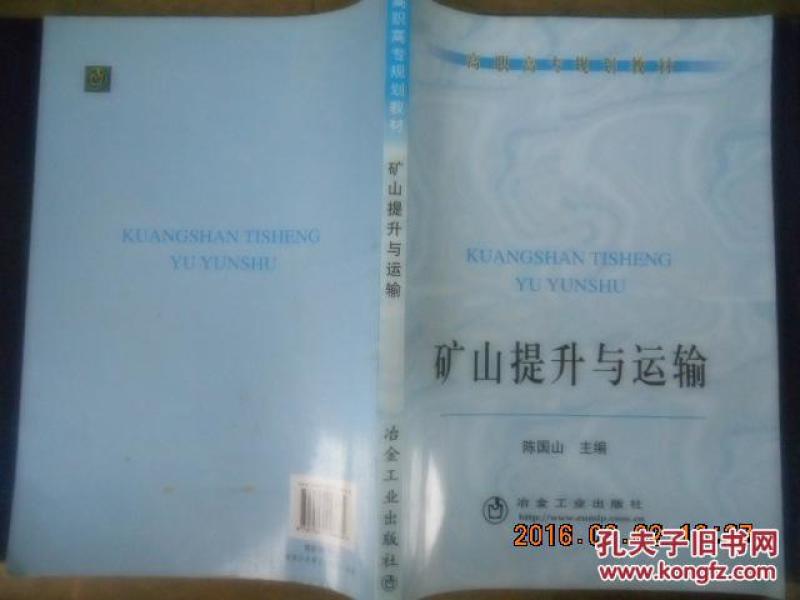 KUANGSHAN TISHENG
YU YUNSHU
高职高专规划教材
矿山提升与运输
冶金工业出版社
高职高专规划教材
KUANGSHAN TISHENG
YU YUNSHU
矿山提升与运输
陈国山 主编
冶金工业出版社
孔夫子旧书网
www.kongfz.com